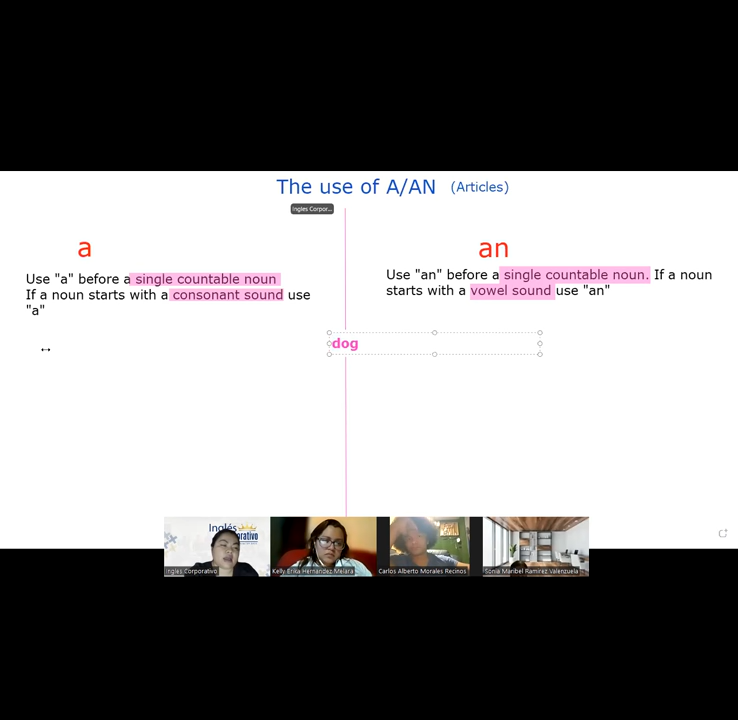 The use of A/AN (Articles)
Ingles Corpor...
a
Use "a" before a single countable noun
If a noun starts with a consonant sound use
"a"
an
Use "an" before a single countable noun. If a noun
starts with a vowel sound use "an"
dog
Inglés
orativo
Ingles Corporativo
Kelly Erika Hernandez Melara
Carlos Alberto Morales Recinos
Sonia Maribel Ramirez Valenzuela